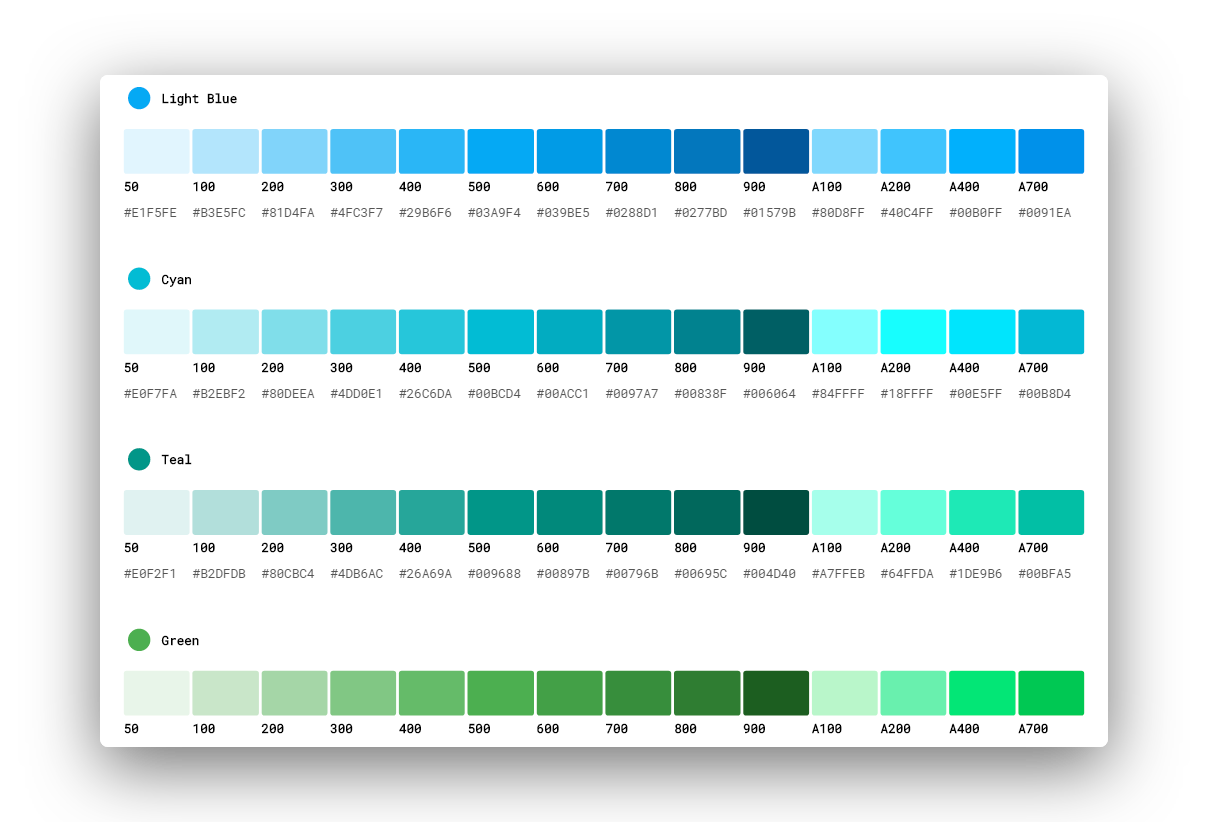 Light Blue
50 100 200 300 400 500 600 700 800 900 A100 A200 A400 A700
#E1F5FE #B3E5FC #81D4FA #4FC3F7 #29B6F6 #03A9F4 #039BE5 #0288D1 #0277BD #01579B #80D8FF #40C4FF #00B0FF #0091EA
Cyan
50 100 200 300 400 500 600 700 800 900 A100 A200 A400 A700
#E0F7FA #B2EBF2 #80DEEA #4DD0E1 #26C6DA #00BCD4 #00ACC1 #0097A7 #00838F #006064 #84FFFF #18FFFF #00E5FF #00B8D4
Teal
50 100 200 300 400 500 600 700 800 900 A100 A200 A400 A700
#E0F2F1 #B2DFDB #80CBC4 #4DB6AC #26A69A #009688 #00897B #00796B #00695C #004D40 #A7FFEB #64FFDA #1DE9B6 #00BFA5
Green
50 100 200 300 400 500 600 700 800 900 A100 A200 A400 A700